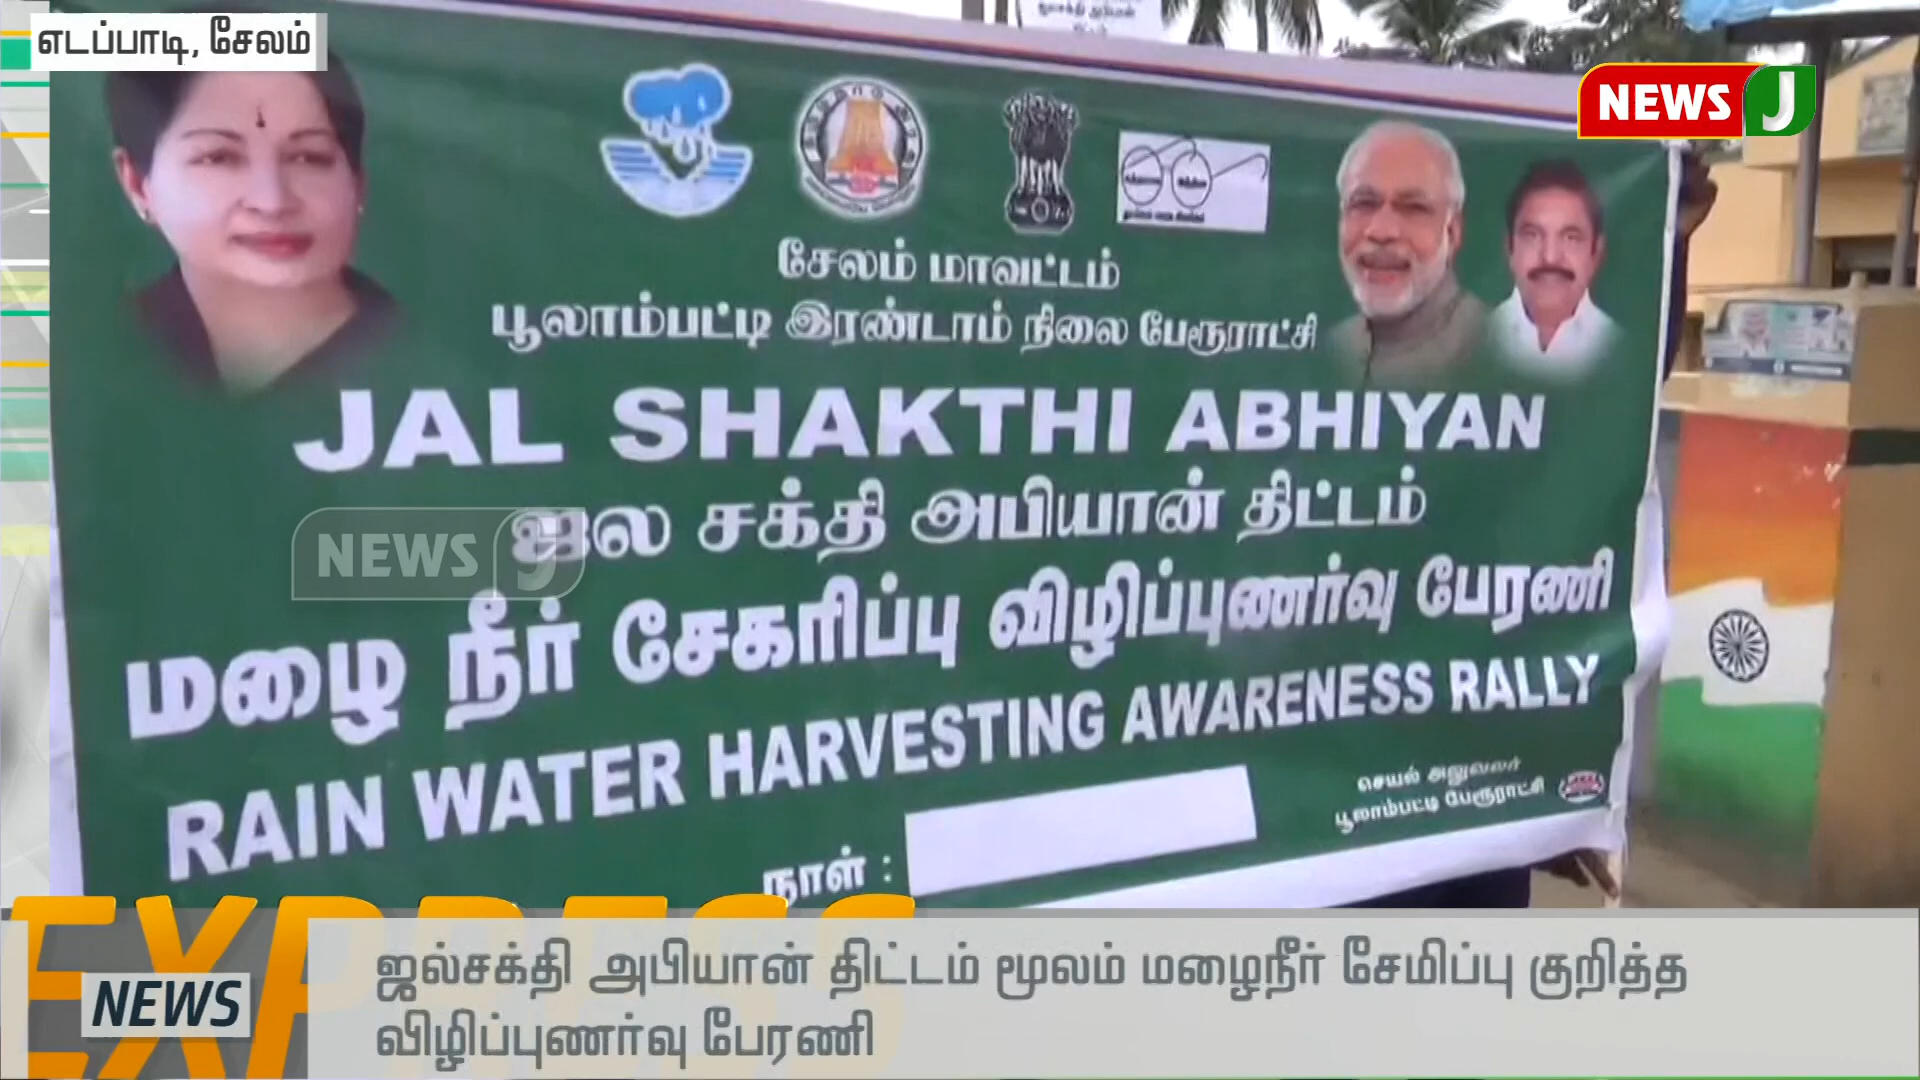 எடப்பாடி, சேலம்
NEWS J
சேலம் மாவட்டம்
பூலாம்பட்டி இரண்டாம் நிலை பேரூராட்சி
JAL SHAKTHI ABHIYAN
ஜல சக்தி அபியான் திட்டம்
NEWS J
மழை நீர் சேகரிப்பு விழிப்புணர்வு பேரணி
RAIN WATER HARVESTING AWARENESS RALLY
செயல் அலுவலர்
பூலாம்பட்டி பேரூராட்சி
நாள் :
EXPRESS
NEWS
ஜல்சக்தி அபியான் திட்டம் மூலம் மழைநீர் சேமிப்பு குறித்த
விழிப்புணர்வு பேரணி